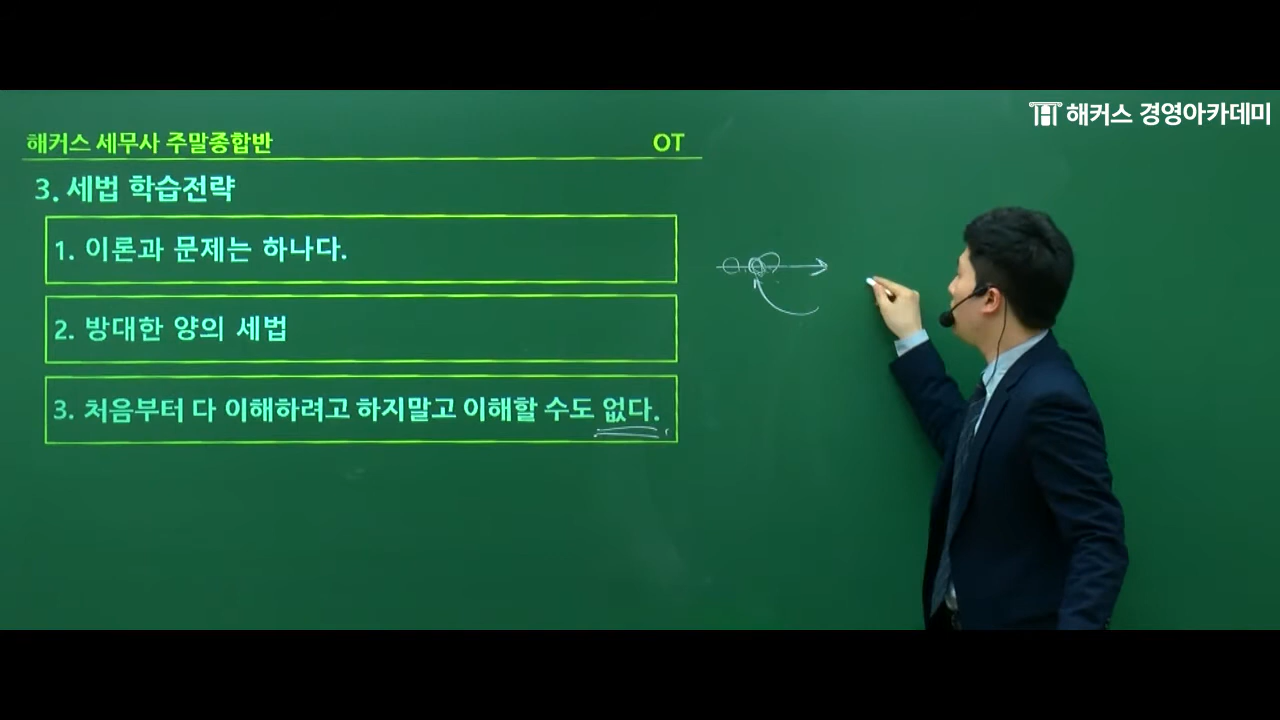 해커스 경영아카데미
해커스 세무사 주말종합반 OT
3. 세법 학습전략
1. 이론과 문제는 하나다.
2. 방대한 양의 세법
3. 처음부터 다 이해하려고 하지말고 이해할 수도 없다.